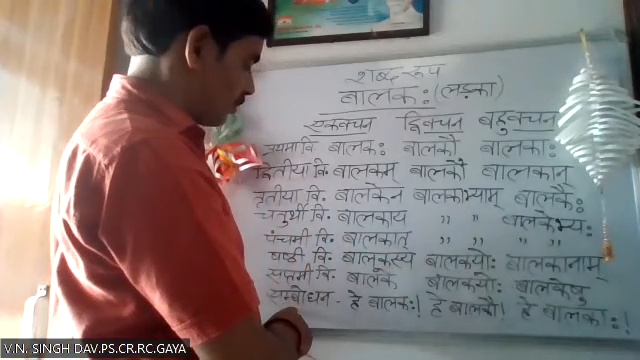 शब्द रूप
बालकः (लड़का)
एकवचन द्विवचन बहुवचन
प्रथमा वि बालकः बालकौ बालकाः
द्वितीया वि. बालकम् बालकौ बालकान्
तृतीया वि. बालकेन बालकाभ्याम् बालकैः
चतुर्थी वि. बालकाय ,, ,, बालकेभ्यः
पंचमी वि. बालकात् ,, ,, ,, ,,
षष्ठी वि. बालकस्य बालकयोः बालकानाम्
सप्तमी वि. बालके बालकयोः बालकेषु
सम्बोधन - हे बालकः! हे बालकौ! हे बालकाः!
V.N. SINGH DAV.PS.CR.RC.GAYA